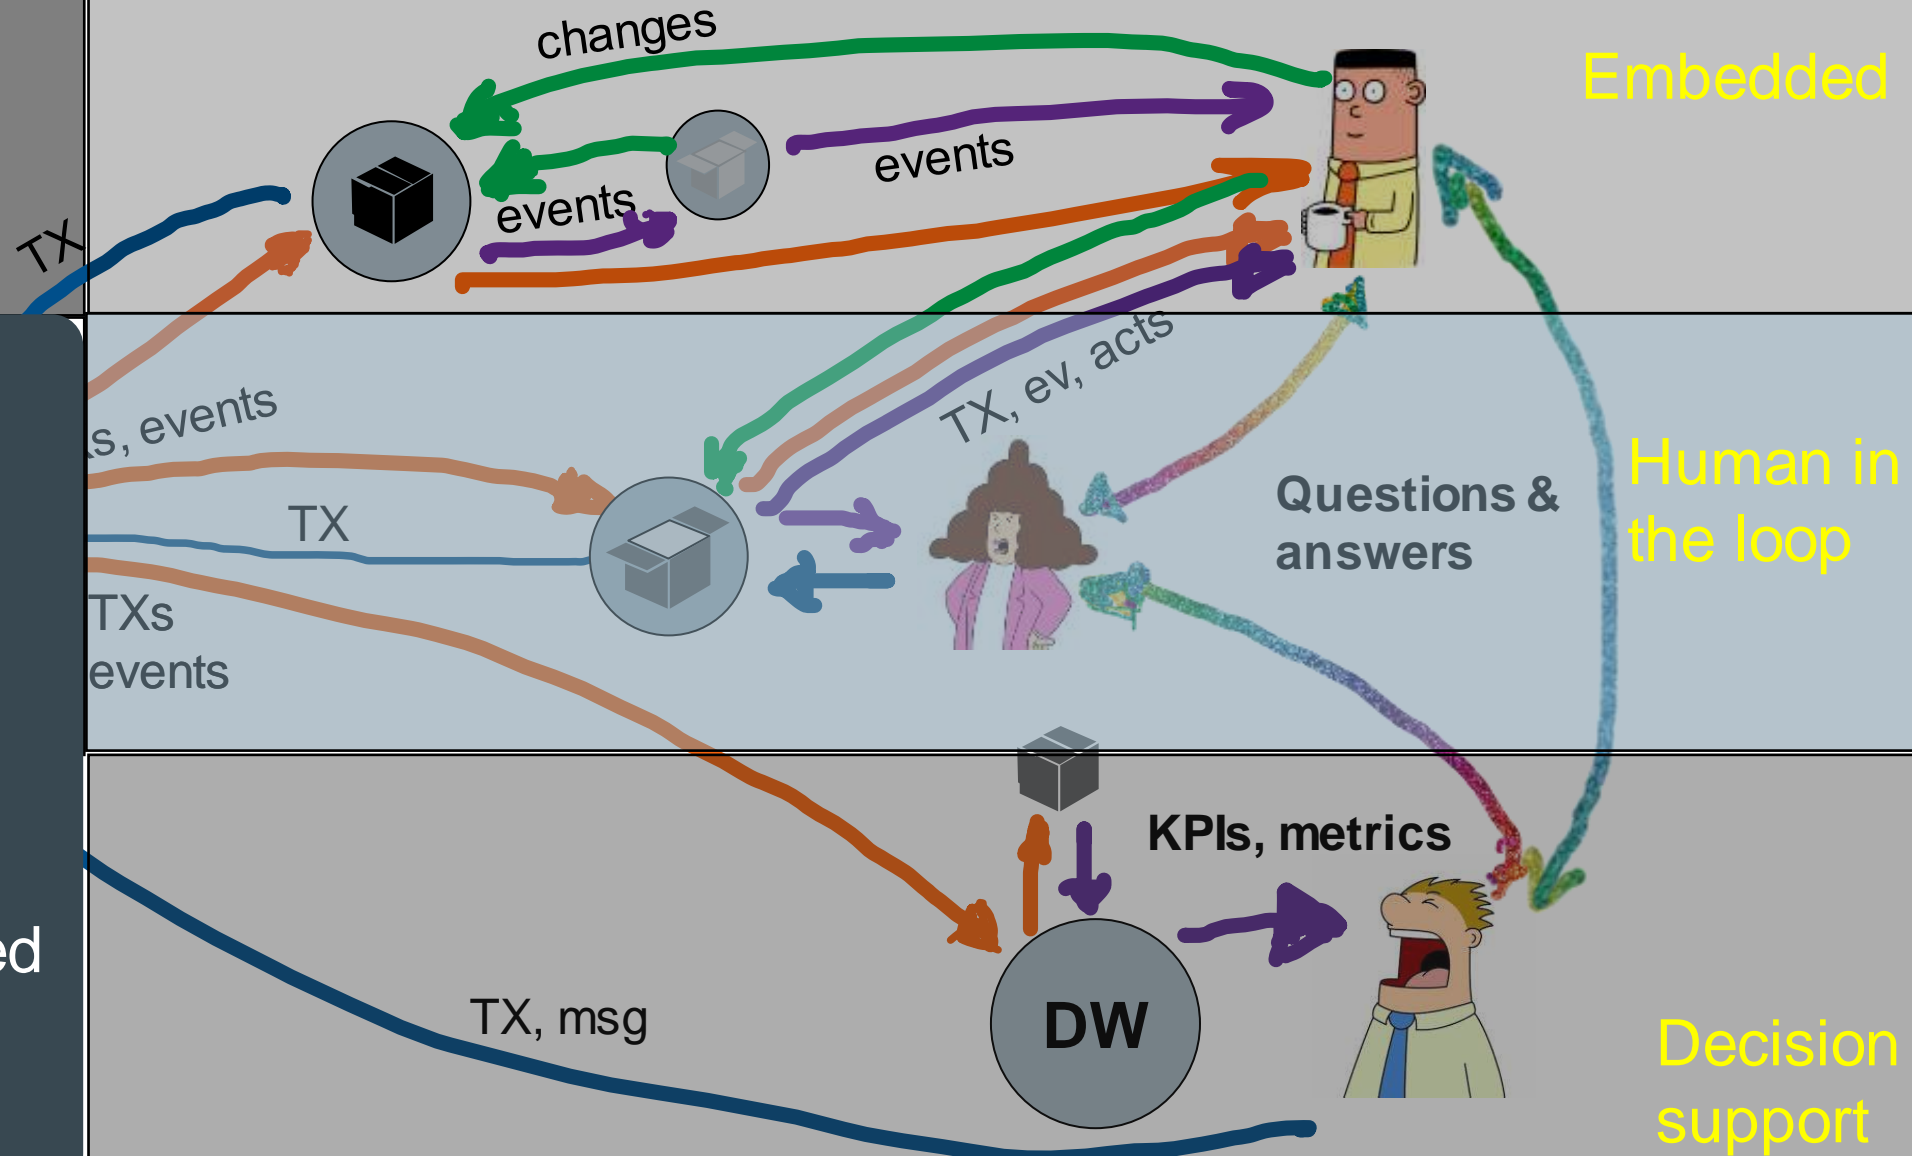 changes
Embedded
events
events
TX
TX, ev, acts
s, events
Human in
the loop
Questions &
answers
TX
TXs
events
KPIs, metrics
ed
TX, msg
DW
Decision
support